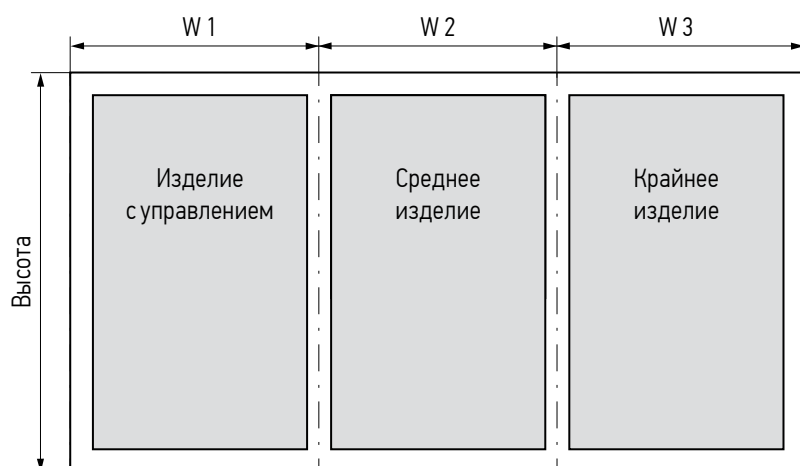 W 1
W 2
W 3
Изделие
с управлением
Среднее
изделие
Крайнее
изделие
Высота